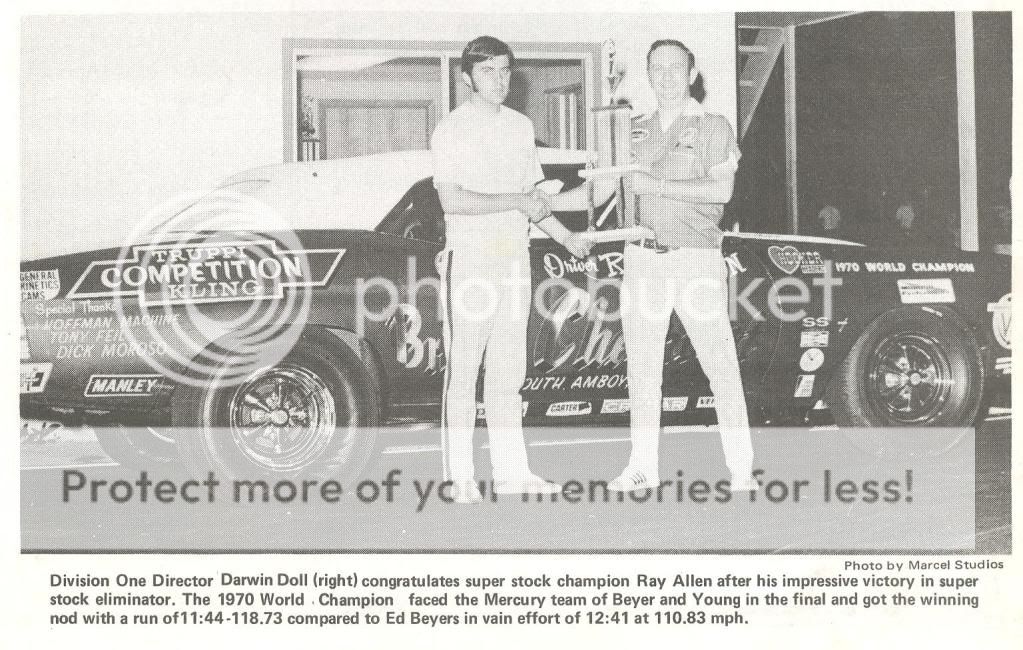 TRUPPI
COMPETITION
KLING
GENERAL
KINETICS
CAMS
Special Thanks
HOFFMAN MACHINE
TONY FEIL
DICK MOROSO
MANLEY
Driver R
OUTH AMBOY
CARTER
HOOKER
1970 WORLD CHAMPION
SS
photobucket
Protect more of your memories for less!
Photo by Marcel Studios
Division One Director Darwin Doll (right) congratulates super stock champion Ray Allen after his impressive victory in super
stock eliminator. The 1970 World Champion faced the Mercury team of Beyer and Young in the final and got the winning
nod with a run of11:44-118.73 compared to Ed Beyers in vain effort of 12:41 at 110.83 mph.